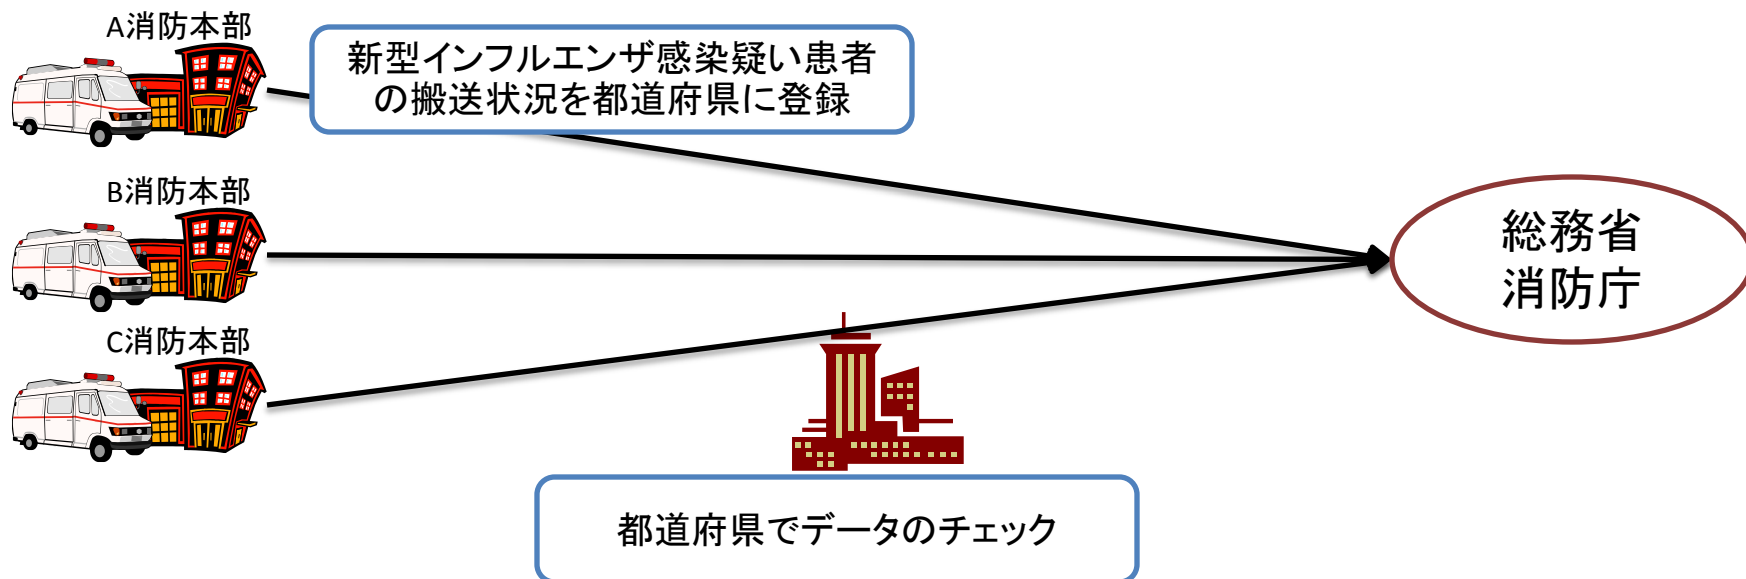 A消防本部
新型インフルエンザ感染疑い患者
の搬送状況を都道府県に登録
B消防本部
総務省
消防庁
C消防本部
都道府県でデータのチェック